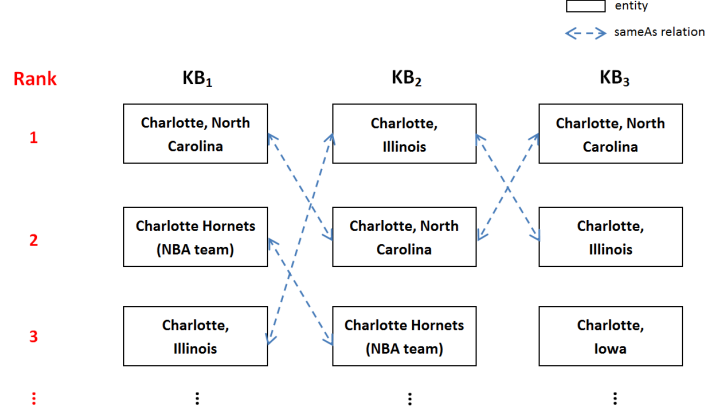 entity
sameAs relation
Rank KB₁ KB₂ KB₃
1
Charlotte, North
Carolina
Charlotte,
Illinois
Charlotte, North
Carolina
2
Charlotte Hornets
(NBA team)
Charlotte, North
Carolina
Charlotte,
Illinois
3
Charlotte,
Illinois
Charlotte Hornets
(NBA team)
Charlotte,
Iowa
⋮ ⋮ ⋮ ⋮